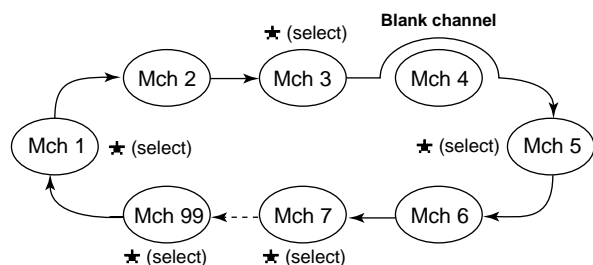 Blank channel
★ (select)
Mch 2
Mch 3
Mch 4
Mch 1
★ (select)
★ (select)
Mch 5
Mch 99
Mch 7
Mch 6
★ (select)
★ (select)